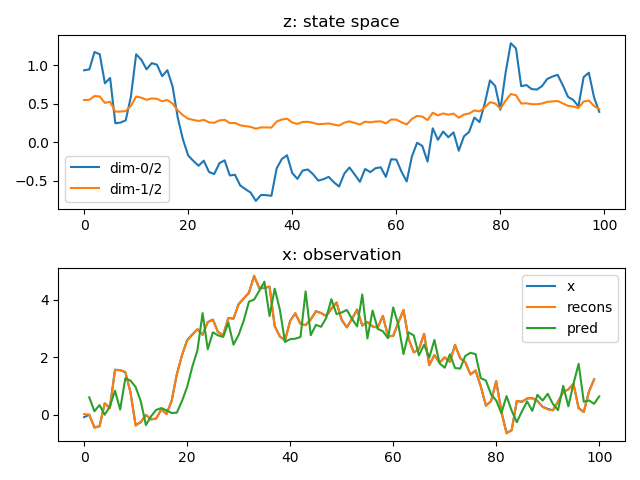 z: state space
1.0
0.5
0.0
−0.5
dim-0/2
dim-1/2
0 20 40 60 80 100
x: observation
4
2
0
x
recons
pred
0 20 40 60 80 100